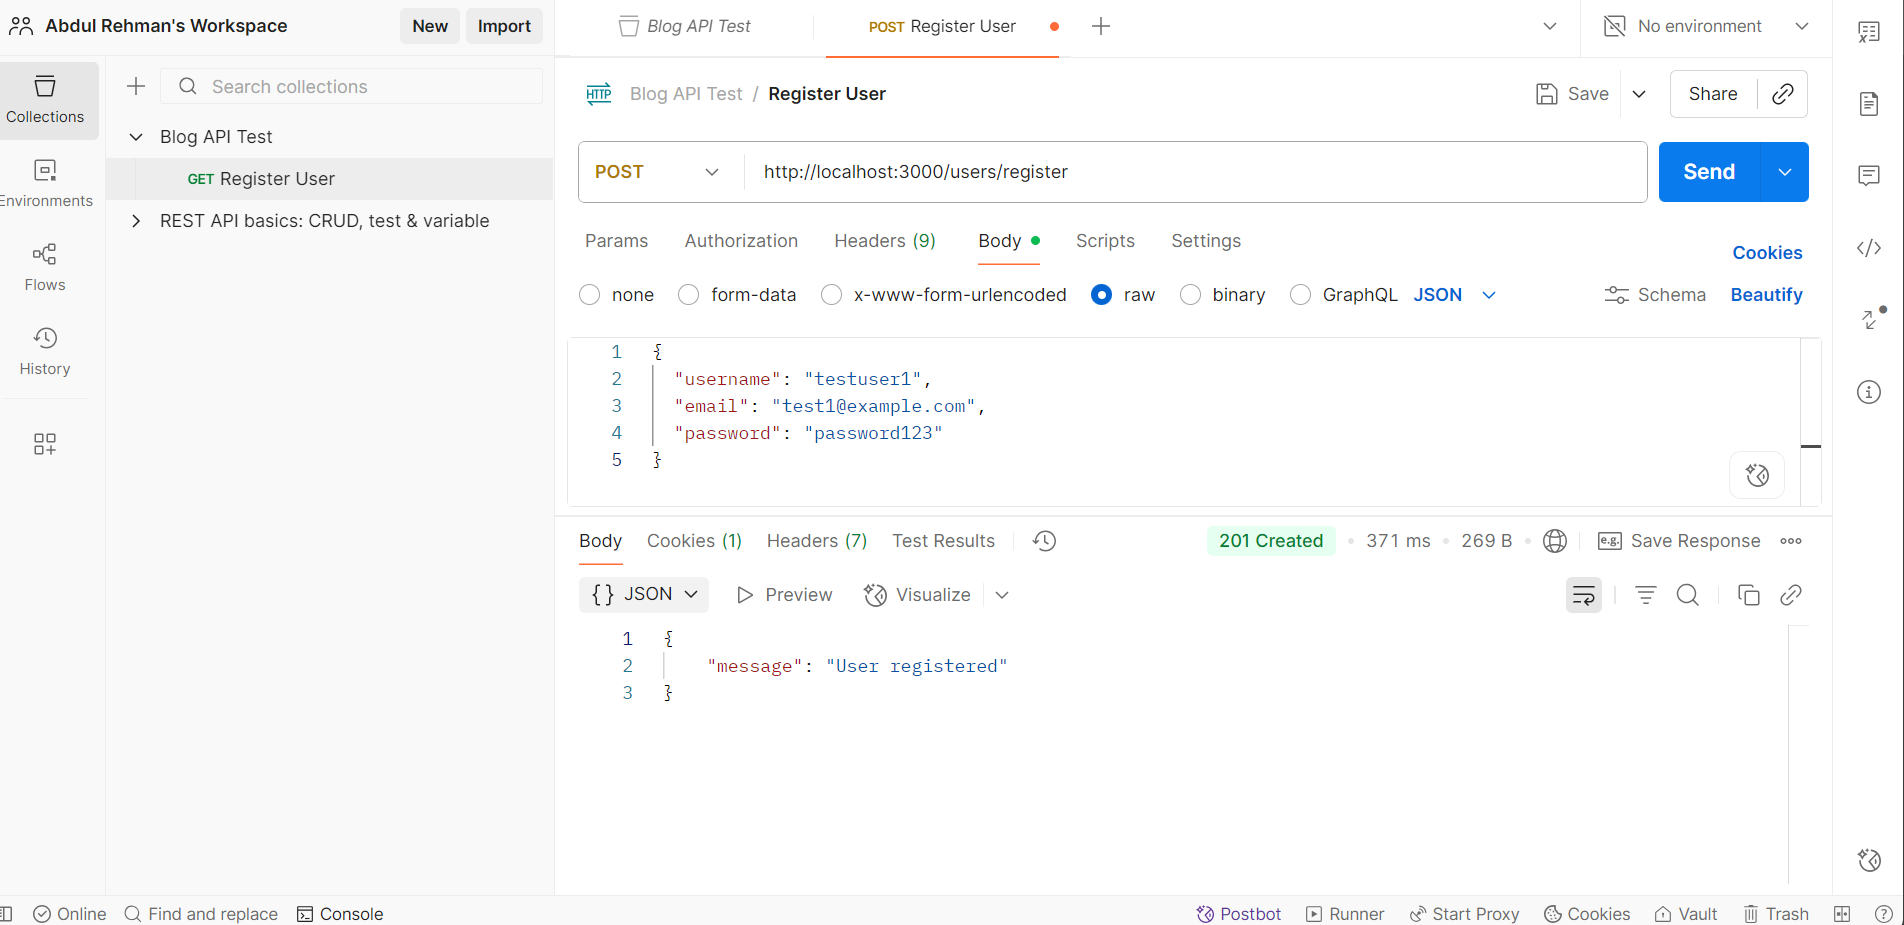 Abdul Rehman's Workspace
New
Import
Blog API Test
POST Register User
No environment
Collections
Environments
Flows
History
Search collections
Blog API Test
GET Register User
REST API basics: CRUD, test & variable
HTTP
Blog API Test / Register User
Save
Share
POST
http://localhost:3000/users/register
Send
Params
Authorization
Headers (9)
Body
Scripts
Settings
Cookies
none
form-data
x-www-form-urlencoded
raw
binary
GraphQL
JSON
Schema
Beautify
1 {
2 "username": "testuser1",
3 "email": "test1@example.com",
4 "password": "password123"
5 }
Body
Cookies (1)
Headers (7)
Test Results
201 Created
371 ms
269 B
e.g.
Save Response
{} JSON
Preview
Visualize
1 {
2 "message": "User registered"
3 }
Online
Find and replace
Console
Postbot
Runner
Start Proxy
Cookies
Vault
Trash